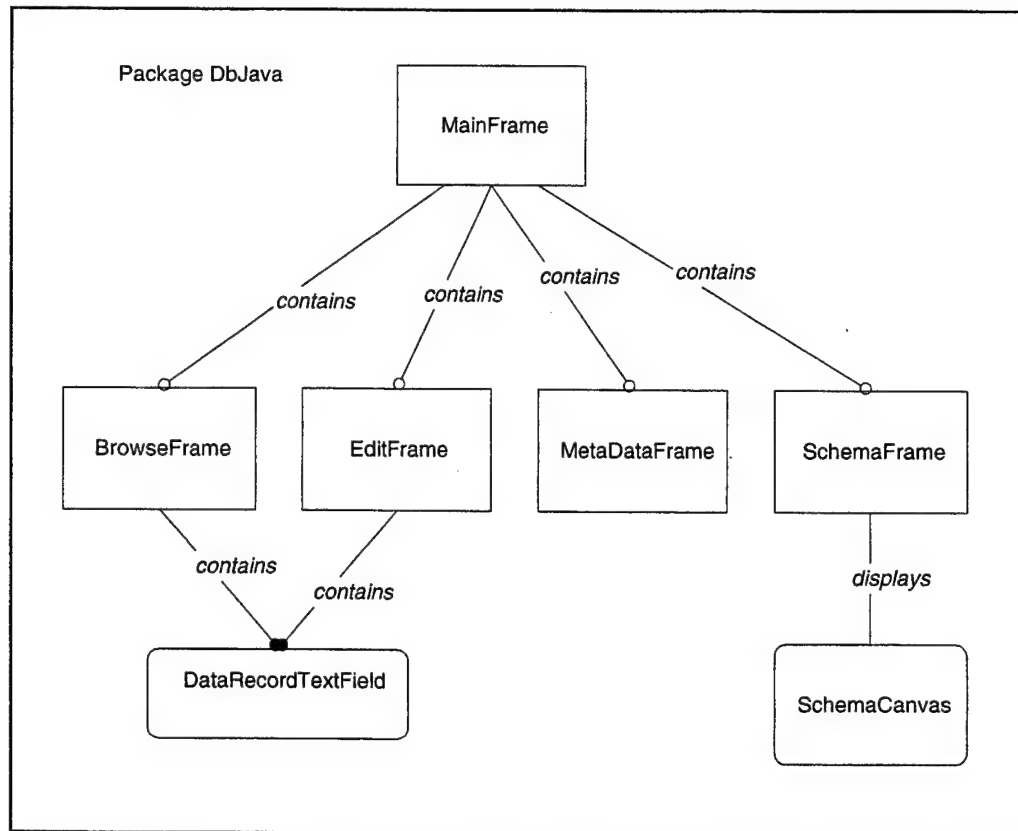 Package DbJava
MainFrame
contains
contains
contains
contains
BrowseFrame
EditFrame
MetaDataFrame
SchemaFrame
contains
contains
displays
DataRecordTextField
SchemaCanvas